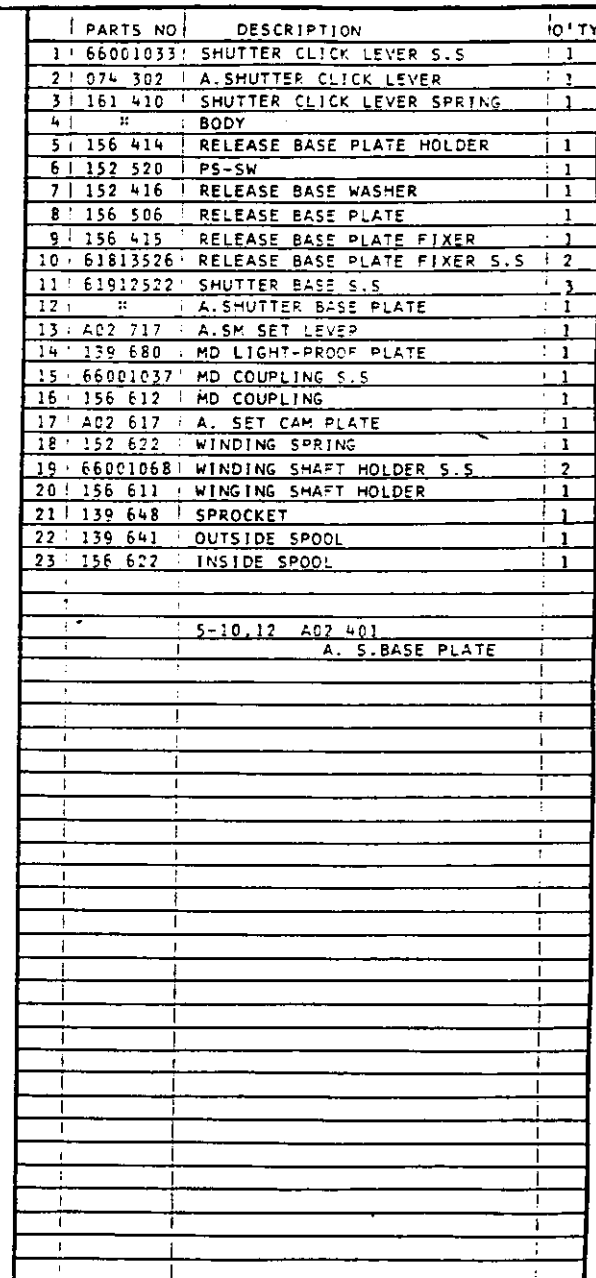 PARTS NO DESCRIPTION Q'TY
1 66001033 SHUTTER CLICK LEVER S.S 1
2 074 302 A.SHUTTER CLICK LEVER 1
3 161 410 SHUTTER CLICK LEVER SPRING 1
4 BODY
5 156 414 RELEASE BASE PLATE HOLDER 1
6 152 520 PS-SW 1
7 152 416 RELEASE BASE WASHER 1
8 156 506 RELEASE BASE PLATE 1
9 156 415 RELEASE BASE PLATE FIXER 1
10 61813526 RELEASE BASE PLATE FIXER S.S 2
11 61912522 SHUTTER BASE S.S 3
12 A.SHUTTER BASE PLATE 1
13 A02 717 A.SM SET LEVER 1
14 139 680 MD LIGHT-PROOF PLATE 1
15 66001037 MD COUPLING S.S 1
16 156 612 MD COUPLING 1
17 A02 617 A. SET CAM PLATE 1
18 152 622 WINDING SPRING 1
19 66001068 WINDING SHAFT HOLDER S.S 2
20 156 611 WINGING SHAFT HOLDER 1
21 139 648 SPROCKET 1
22 139 641 OUTSIDE SPOOL 1
23 156 622 INSIDE SPOOL 1
5-10,12 A02 401
A. S.BASE PLATE